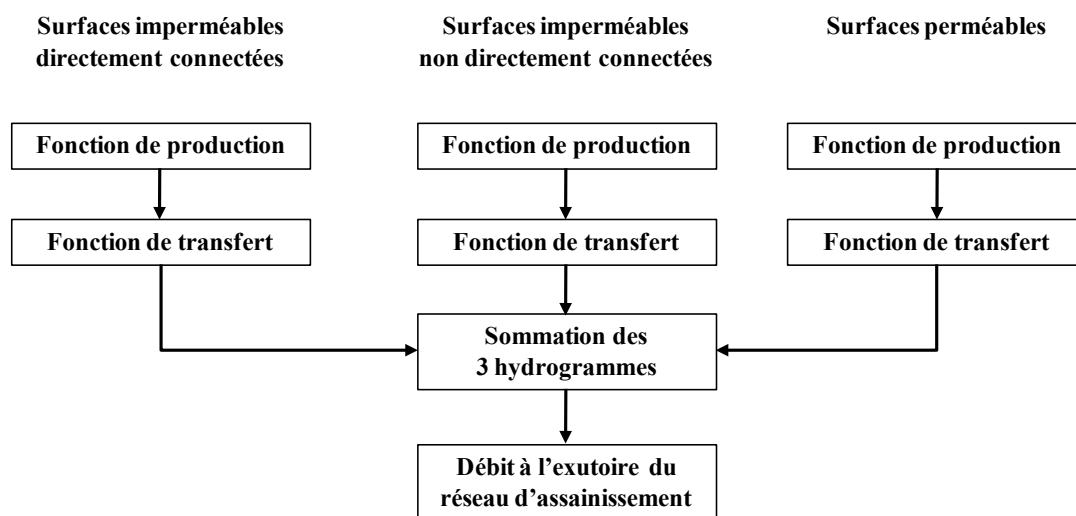 Surfaces imperméables
directement connectées
Surfaces imperméables
non directement connectées
Surfaces perméables
Fonction de production
Fonction de production
Fonction de production
Fonction de transfert
Fonction de transfert
Fonction de transfert
Sommation des
3 hydrogrammes
Débit à l'exutoire du
réseau d'assainissement